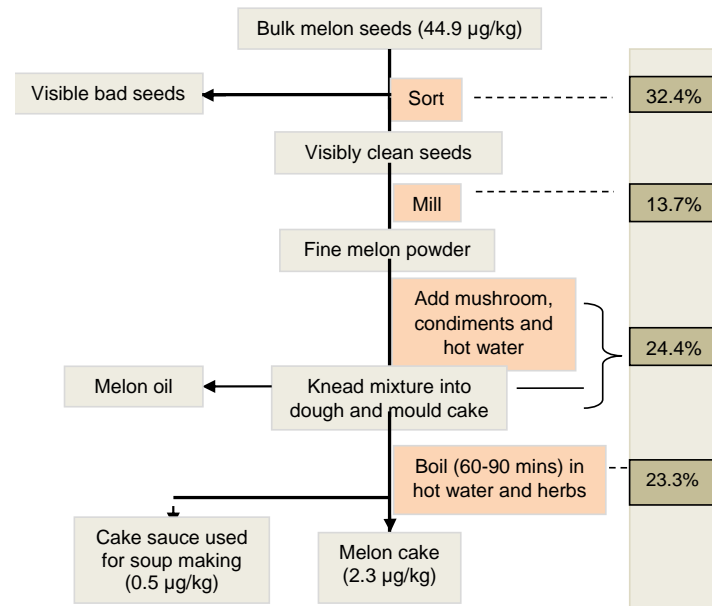 Bulk melon seeds (44.9 µg/kg)
Visible bad seeds
Sort
32.4%
Visibly clean seeds
Mill
13.7%
Fine melon powder
Add mushroom,
condiments and
hot water
24.4%
Melon oil
Knead mixture into
dough and mould cake
Boil (60-90 mins) in
hot water and herbs
23.3%
Cake sauce used
for soup making
(0.5 µg/kg)
Melon cake
(2.3 µg/kg)